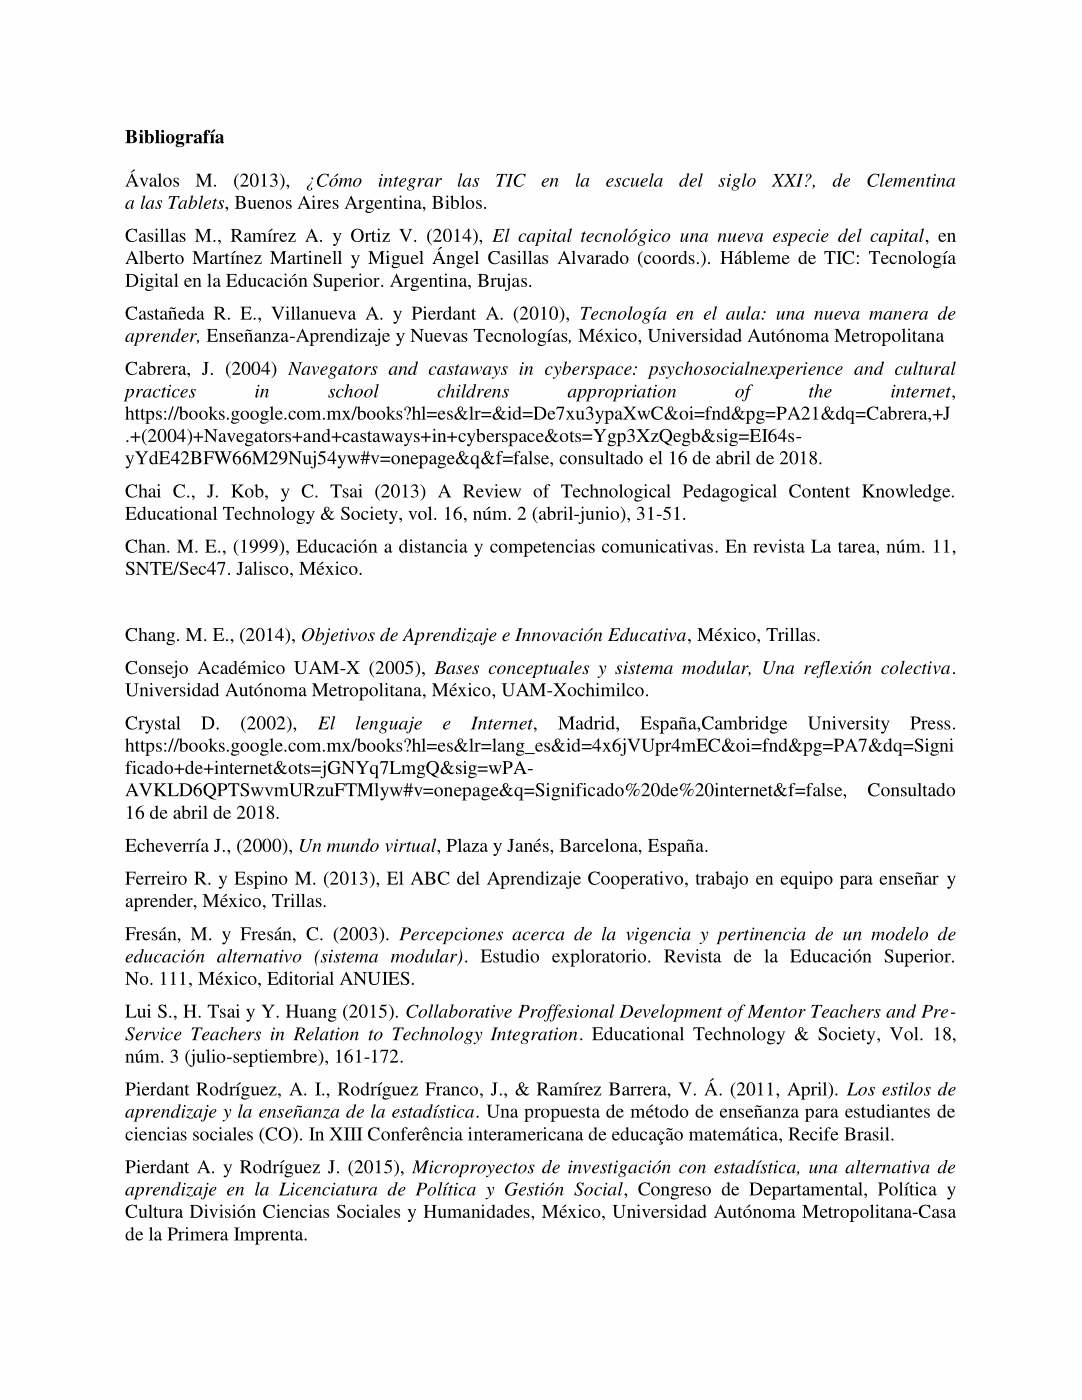 Bibliografía
Ávalos M. (2013), ¿Cómo integrar las TIC en la escuela del siglo XXI?, de Clementina
a las Tablets, Buenos Aires Argentina, Biblos.
Casillas M., Ramírez A. y Ortiz V. (2014), El capital tecnológico una nueva especie del capital, en
Alberto Martínez Martinell y Miguel Ángel Casillas Alvarado (coords.). Hábleme de TIC: Tecnología
Digital en la Educación Superior. Argentina, Brujas.
Castañeda R. E., Villanueva A. y Pierdant A. (2010), Tecnología en el aula: una nueva manera de
aprender, Enseñanza-Aprendizaje y Nuevas Tecnologías, México, Universidad Autónoma Metropolitana
Cabrera, J. (2004) Navegators and castaways in cyberspace: psychosocialnexperience and cultural
practices in school childrens appropriation of the internet,
https://books.google.com.mx/books?hl=es&lr=&id=De7xu3ypaXwC&oi=fnd&pg=PA21&dq=Cabrera,+J
.+(2004)+Navegators+and+castaways+in+cyberspace&ots=Ygp3XzQegb&sig=EI64s-
yYdE42BFW66M29Nuj54yw#v=onepage&q&f=false, consultado el 16 de abril de 2018.
Chai C., J. Kob, y C. Tsai (2013) A Review of Technological Pedagogical Content Knowledge.
Educational Technology & Society, vol. 16, núm. 2 (abril-junio), 31-51.
Chan. M. E., (1999), Educación a distancia y competencias comunicativas. En revista La tarea, núm. 11,
SNTE/Sec47. Jalisco, México.
Chang. M. E., (2014), Objetivos de Aprendizaje e Innovación Educativa, México, Trillas.
Consejo Académico UAM-X (2005), Bases conceptuales y sistema modular, Una reflexión colectiva.
Universidad Autónoma Metropolitana, México, UAM-Xochimilco.
Crystal D. (2002), El lenguaje e Internet, Madrid, España,Cambridge University Press.
https://books.google.com.mx/books?hl=es&lr=lang_es&id=4x6jVUpr4mEC&oi=fnd&pg=PA7&dq=Signi
ficado+de+internet&ots=jGNYq7LmgQ&sig=wPA-
AVKLD6QPTSwvmURzuFTMlyw#v=onepage&q=Significado%20de%20internet&f=false, Consultado
16 de abril de 2018.
Echeverría J., (2000), Un mundo virtual, Plaza y Janés, Barcelona, España.
Ferreiro R. y Espino M. (2013), El ABC del Aprendizaje Cooperativo, trabajo en equipo para enseñar y
aprender, México, Trillas.
Fresán, M. y Fresán, C. (2003). Percepciones acerca de la vigencia y pertinencia de un modelo de
educación alternativo (sistema modular). Estudio exploratorio. Revista de la Educación Superior.
No. 111, México, Editorial ANUIES.
Lui S., H. Tsai y Y. Huang (2015). Collaborative Proffesional Development of Mentor Teachers and Pre-
Service Teachers in Relation to Technology Integration. Educational Technology & Society, Vol. 18,
núm. 3 (julio-septiembre), 161-172.
Pierdant Rodríguez, A. I., Rodríguez Franco, J., & Ramírez Barrera, V. Á. (2011, April). Los estilos de
aprendizaje y la enseñanza de la estadística. Una propuesta de método de enseñanza para estudiantes de
ciencias sociales (CO). In XIII Conferência interamericana de educação matemática, Recife Brasil.
Pierdant A. y Rodríguez J. (2015), Microproyectos de investigación con estadística, una alternativa de
aprendizaje en la Licenciatura de Política y Gestión Social, Congreso de Departamental, Política y
Cultura División Ciencias Sociales y Humanidades, México, Universidad Autónoma Metropolitana-Casa
de la Primera Imprenta.